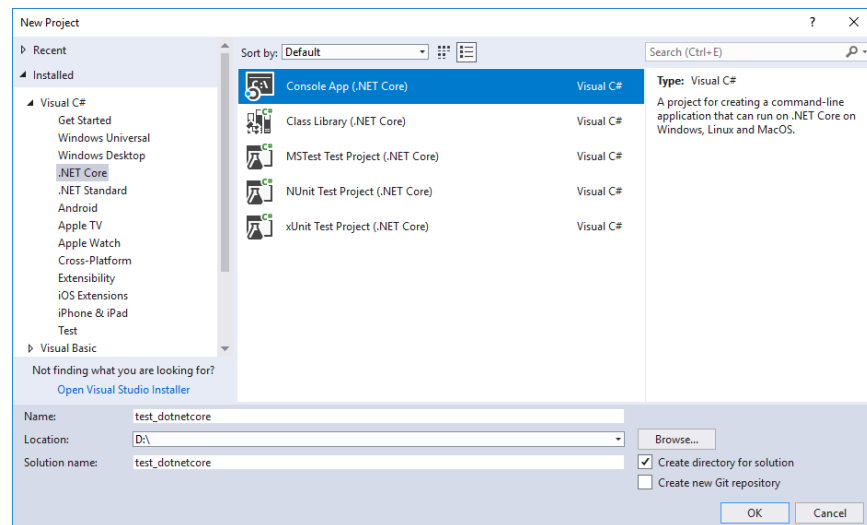 New Project
Recent
Installed
Visual C#
Get Started
Windows Universal
Windows Desktop
.NET Core
.NET Standard
Android
Apple TV
Apple Watch
Cross-Platform
Extensibility
iOS Extensions
iPhone & iPad
Test
Visual Basic
Not finding what you are looking for?
Open Visual Studio Installer
Sort by: Default
Console App (.NET Core) Visual C#
Class Library (.NET Core) Visual C#
MSTest Test Project (.NET Core) Visual C#
NUnit Test Project (.NET Core) Visual C#
xUnit Test Project (.NET Core) Visual C#
Search (Ctrl+E)
Type: Visual C#
A project for creating a command-line
application that can run on .NET Core on
Windows, Linux and MacOS.
Name: test_dotnetcore
Location: D:\ Browse...
Solution name: test_dotnetcore
Create directory for solution
Create new Git repository
OK Cancel